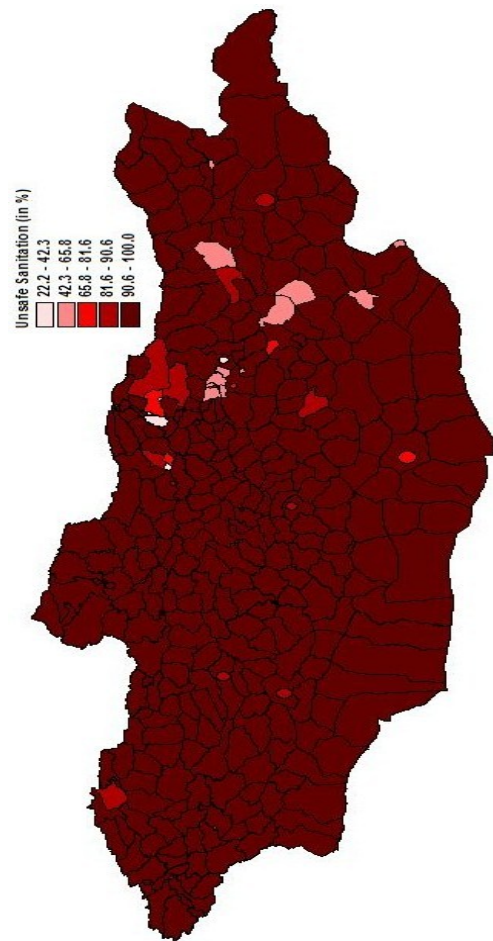 Unsafe Sanitation (in %)
22.2 - 42.3
42.3 - 65.8
65.8 - 81.6
81.6 - 90.6
90.6 - 100.0